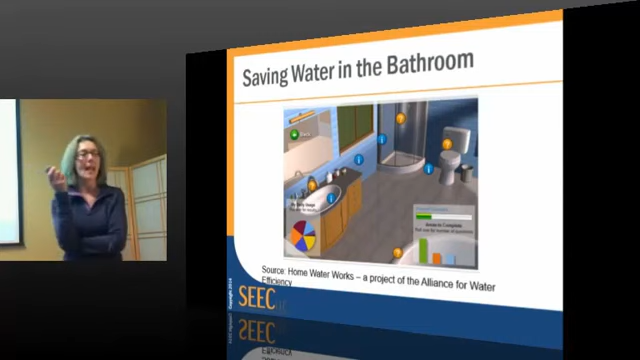 Saving Water in the Bathroom
Source: Home Water Works – a project of the Alliance for Water
Efficiency
SEEC